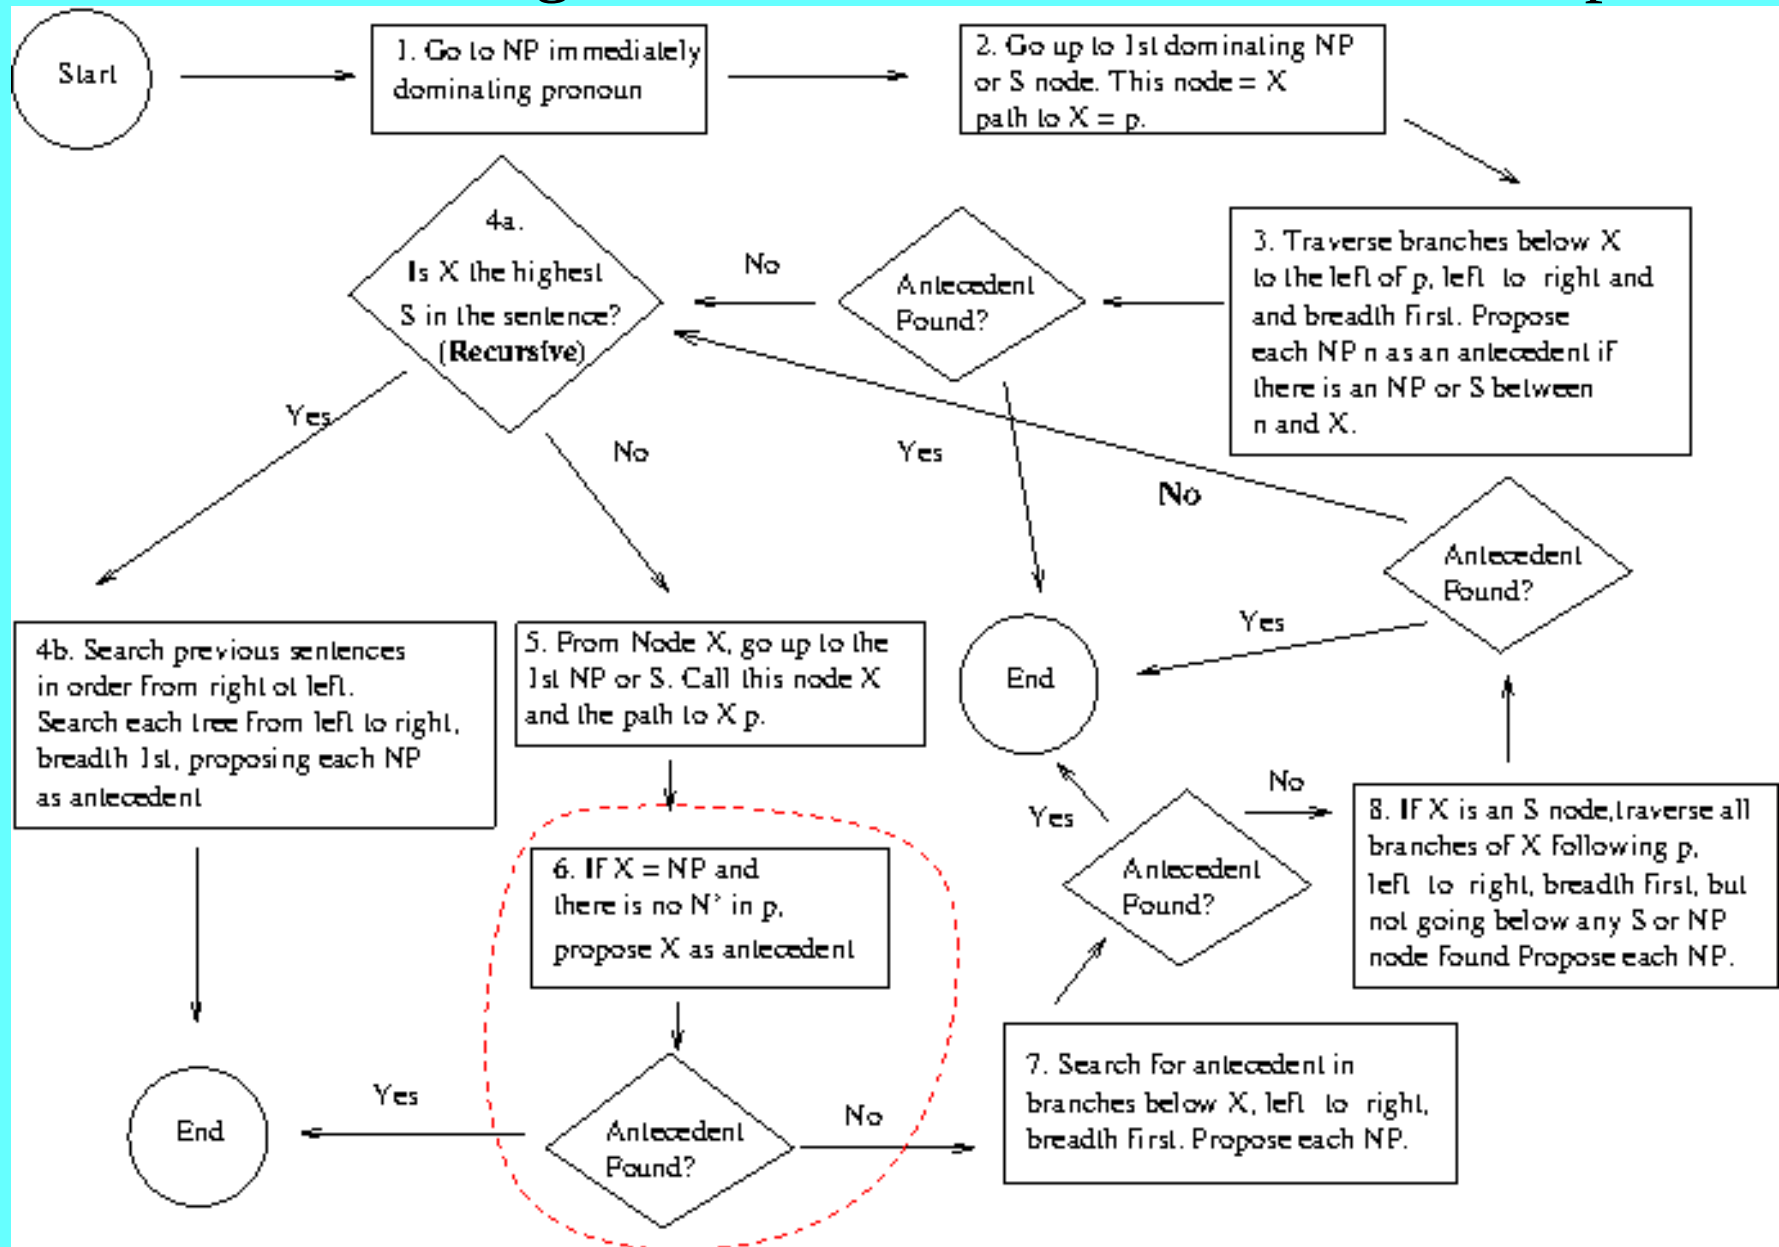 Start
1. Go to NP immediately
dominating pronoun
2. Go up to 1st dominating NP
or S node. This node = X
path to X = p.
3. Traverse branches below X
to the left of p, left to right and
and breadth first. Propose
each NP n as an antecedent if
there is an NP or S between
n and X.
Antecedent
Found?
No
Yes
4a.
Is X the highest
S in the sentence?
(Recursive)
Yes
No
No
Antecedent
Found?
Yes
End
4b. Search previous sentences
in order from right ot left.
Search each tree from left to right,
breadth 1st, proposing each NP
as antecedent
5. From Node X, go up to the
1st NP or S. Call this node X
and the path to X p.
6. If X = NP and
there is no N' in p,
propose X as antecedent
Antecedent
Found?
Yes
No
End
7. Search for antecedent in
branches below X, left to right,
breadth first. Propose each NP.
Antecedent
Found?
Yes
No
8. If X is an S node,traverse all
branches of X following p,
left to right, breadth first, but
not going below any S or NP
node found Propose each NP.